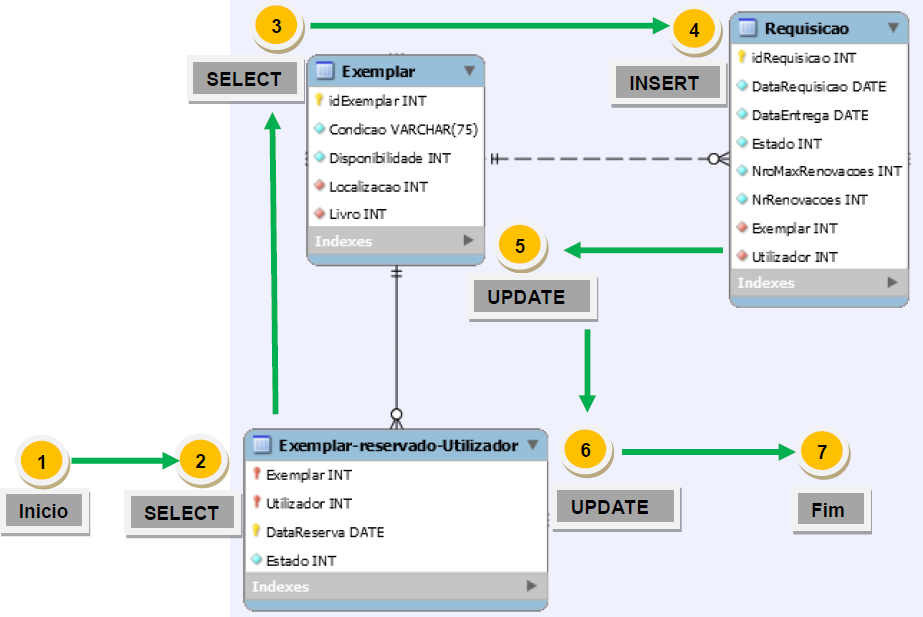 3
SELECT
4
INSERT
Exemplar
idExemplar INT
Condicao VARCHAR(75)
Disponibilidade INT
Localizacao INT
Livro INT
Indexes
Requisicao
idRequisicao INT
DataRequisicao DATE
DataEntrega DATE
Estado INT
NroMaxRenovacoes INT
NrRenovacoes INT
Exemplar INT
Utilizador INT
Indexes
5
UPDATE
1
Inicio
2
SELECT
Exemplar-reservado-Utilizador
Exemplar INT
Utilizador INT
DataReserva DATE
Estado INT
Indexes
6
UPDATE
7
Fim